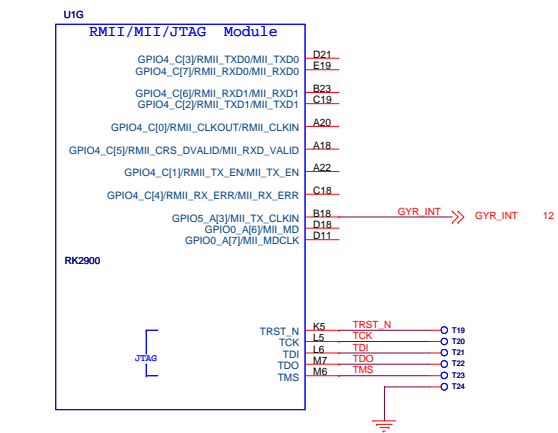 U1G
RMII/MII/JTAG Module
GPIO4_C[3]/RMII_TXD0/MII_TXD0 D21
GPIO4_C[7]/RMII_RXD0/MII_RXD0 E19
GPIO4_C[6]/RMII_RXD1/MII_RXD1 B23
GPIO4_C[2]/RMII_TXD1/MII_TXD1 C19
GPIO4_C[0]/RMII_CLKOUT/RMII_CLKIN A20
GPIO4_C[5]/RMII_CRS_DVALID/MII_RXD_VALID A18
GPIO4_C[1]/RMII_TX_EN/MII_TX_EN A22
GPIO4_C[4]/RMII_RX_ERR/MII_RX_ERR C18
GPIO5_A[3]/MII_TX_CLKIN B18 GYR_INT GYR_INT 12
GPIO0_A[6]/MII_MD D18
GPIO0_A[7]/MII_MDCLK D11
RK2900
TRST_N K5 TRST_N T19
TCK L5 TCK T20
TDI L6 TDI T21
JTAG TDO M7 TDO T22
TMS M6 TMS T23
T24